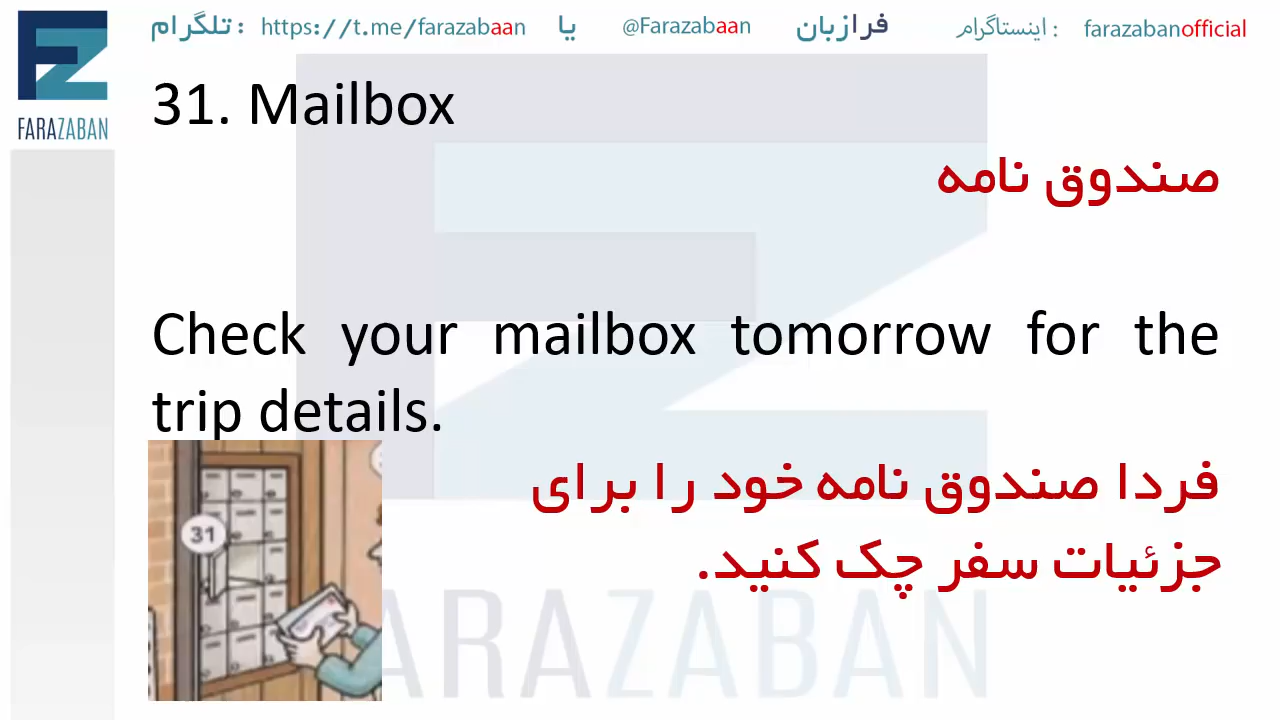 تلگرام : https://t.me/farazabaan یا @Farazabaan فرازبان اینستاگرام : farazabanofficial
FZ
FARAZABAN
31. Mailbox
صندوق نامه
Check your mailbox tomorrow for the
trip details.
فردا صندوق نامه خود را برای
جزئیات سفر چک کنید.
31
FARAZABAN